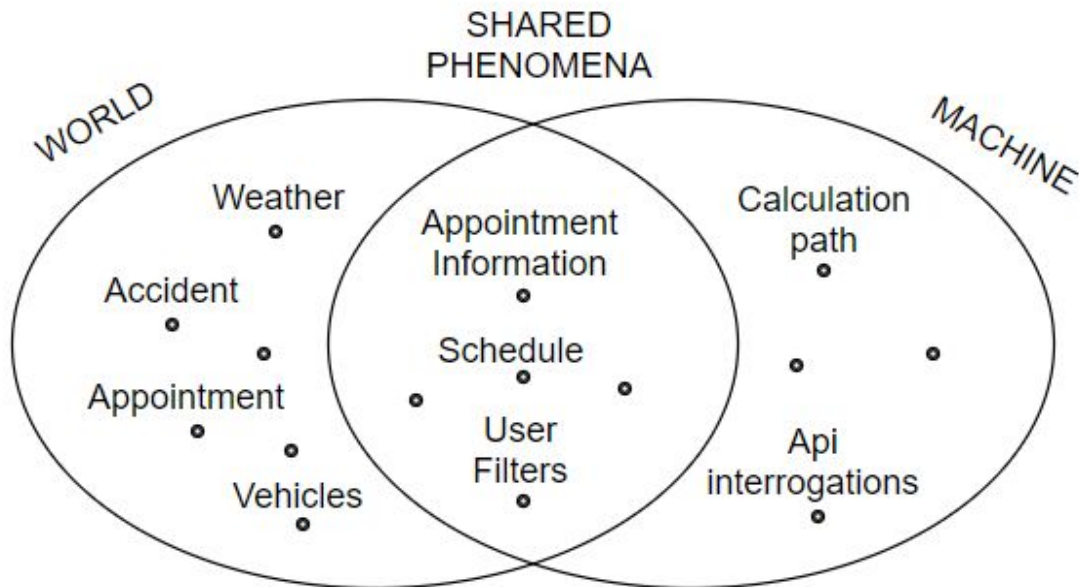 SHARED
PHENOMENA
WORLD
MACHINE
Weather
Accident
Appointment
Vehicles
Appointment
Information
Schedule
User
Filters
Calculation
path
Api
interrogations